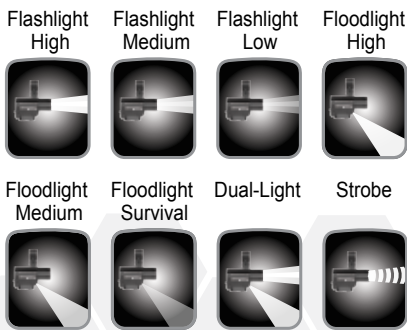 Flashlight High
Flashlight Medium
Flashlight Low
Floodlight High
Floodlight Medium
Floodlight Survival
Dual-Light
Strobe